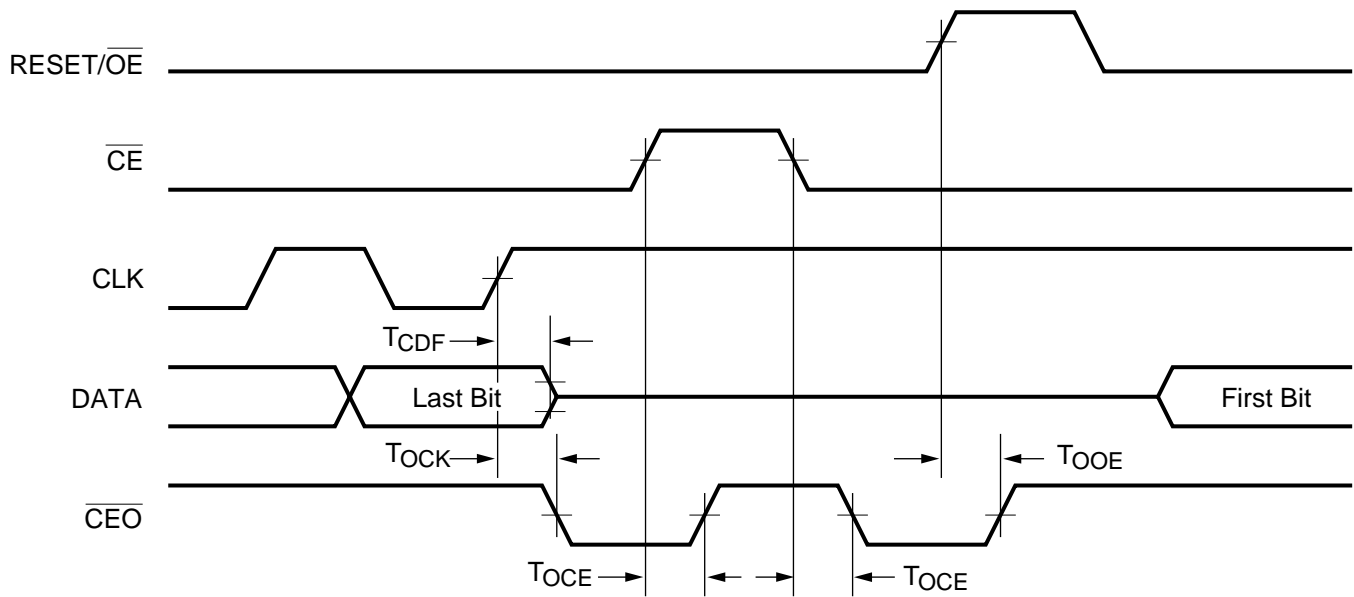 RESET/OE
CE
CLK
TCDF
DATA
Last Bit
First Bit
TOCK
TOOE
CEO
TOCE
TOCE